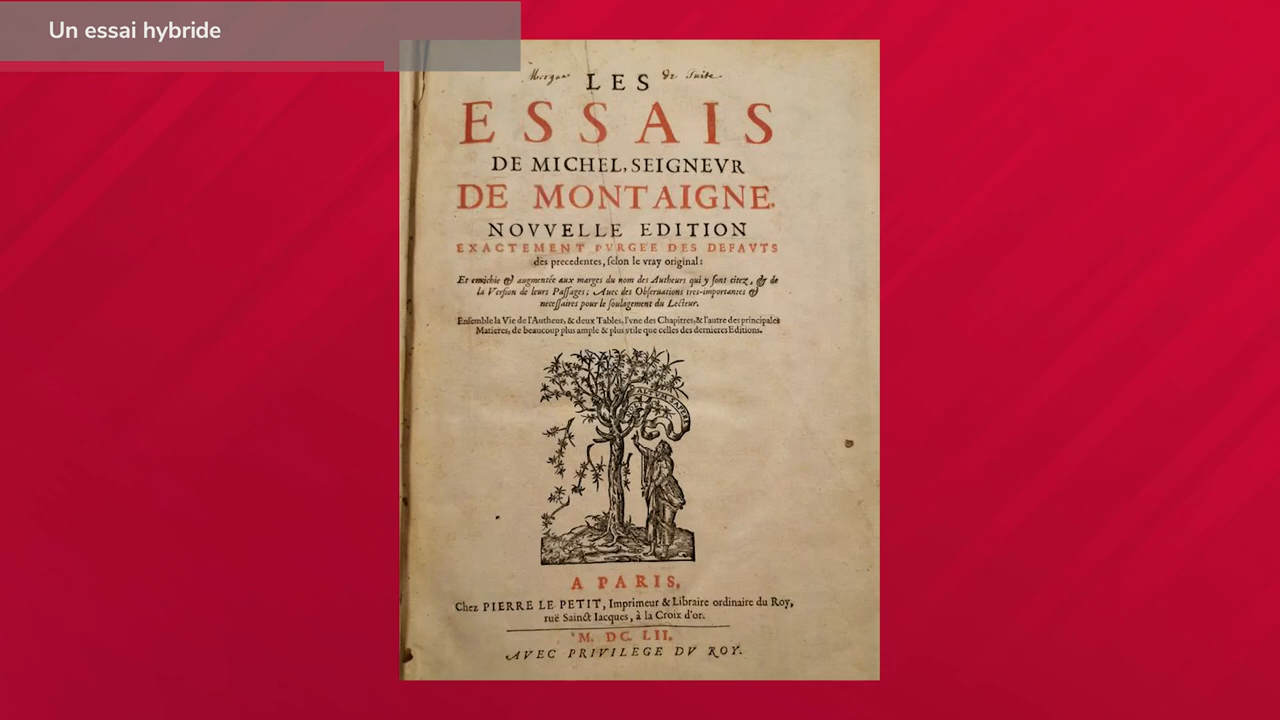 Un essai hybride
LES
ESSAIS
DE MICHEL, SEIGNEVR
DE MONTAIGNE.
NOVVELLE EDITION
EXACTEMENT PVRGEE DES DEFAVTS
des precedentes, ſelon le vray original:
Et enrichie & augmentée aux marges du nom des Autheurs qui y ſont citez, & de
la Verſion de leurs Paſſages; Avec des Obſervations tres-importantes &
neceſſaires pour le ſoulagement du Lecteur.
Enſemble la Vie de l'Autheur, & deux Tables, l'vne des Chapitres, & l'autre des principales
Matieres, de beaucoup plus ample & plus vtile que celles des dernieres Editions.
A PARIS,
Chez PIERRE LE PETIT, Imprimeur & Libraire ordinaire du Roy,
ruë Sainct Iacques, à la Croix d'or.
M. DC. LII.
AVEC PRIVILEGE DV ROY.